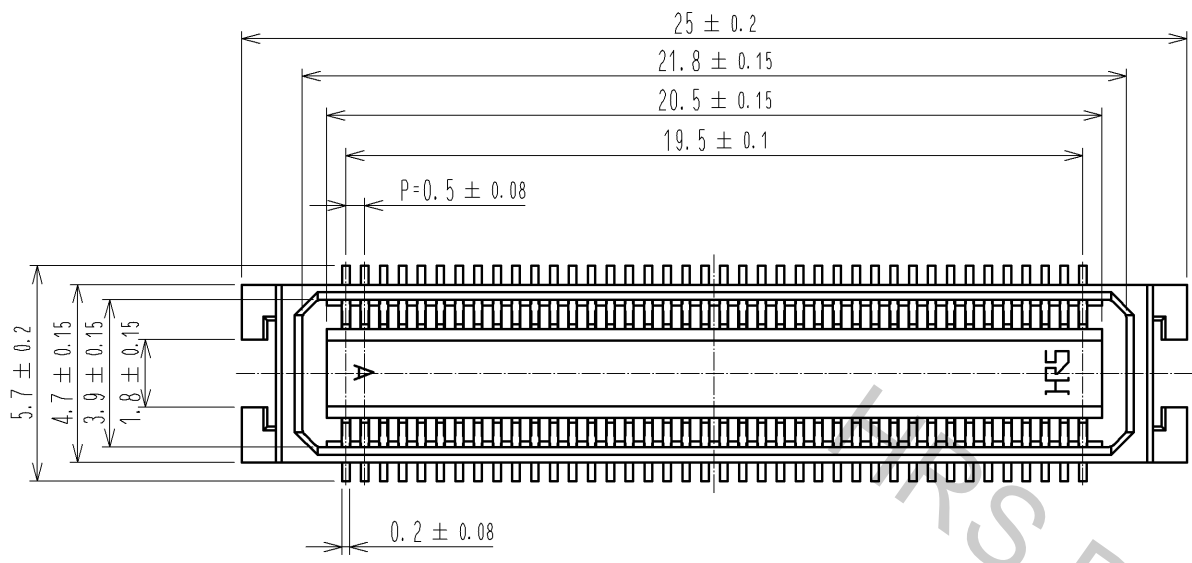 25 ± 0.2
21.8 ± 0.15
20.5 ± 0.15
19.5 ± 0.1
P=0.5 ± 0.08
5.7 ± 0.2
4.7 ± 0.15
3.9 ± 0.15
1.8 ± 0.15
A
HRS
0.2 ± 0.08
HRS